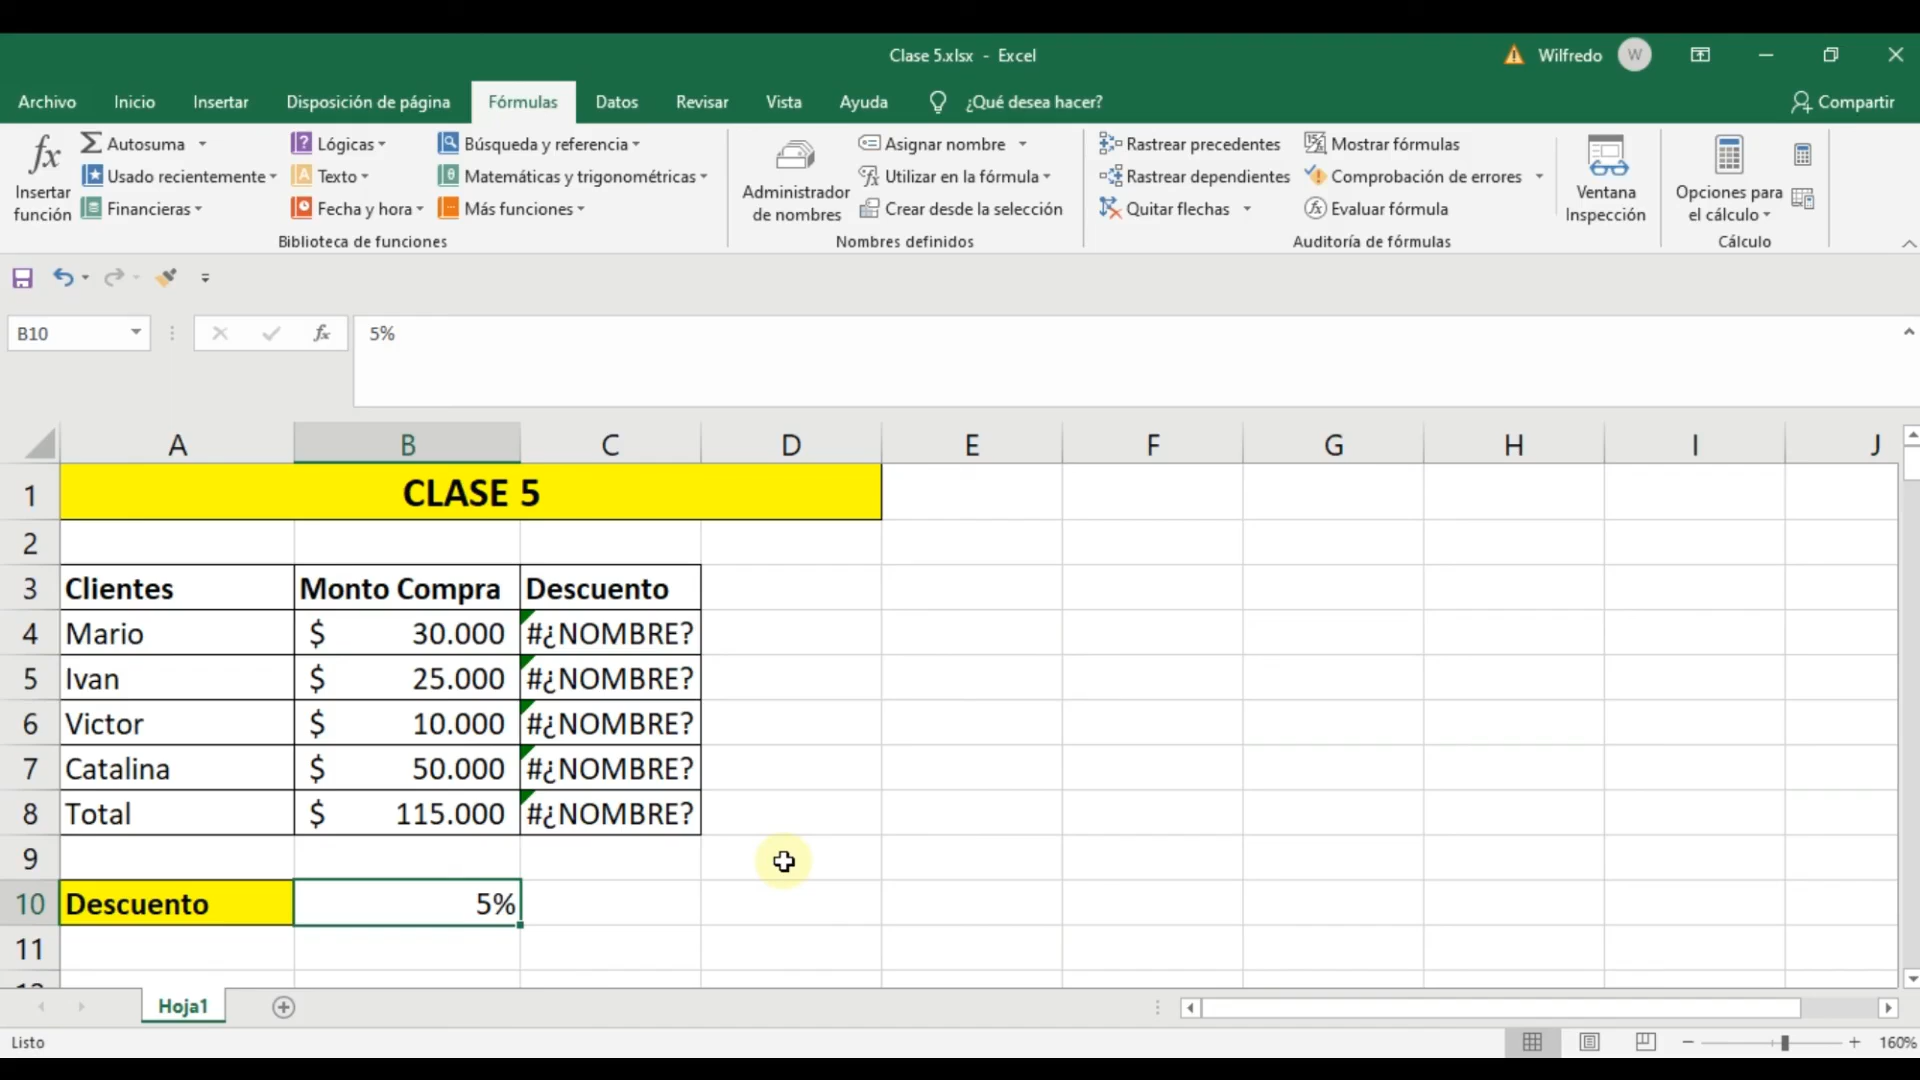 Clase 5.xlsx - Excel
Wilfredo
W
Archivo Inicio Insertar Disposición de página Fórmulas Datos Revisar Vista Ayuda ¿Qué desea hacer? Compartir
Insertar función
Autosuma
Usado recientemente
Financieras
Lógicas
Texto
Fecha y hora
Búsqueda y referencia
Matemáticas y trigonométricas
Más funciones
Biblioteca de funciones
Administrador de nombres
Asignar nombre
Utilizar en la fórmula
Crear desde la selección
Nombres definidos
Rastrear precedentes
Rastrear dependientes
Quitar flechas
Mostrar fórmulas
Comprobación de errores
Evaluar fórmula
Auditoría de fórmulas
Ventana Inspección
Opciones para el cálculo
Cálculo
B10 fx 5%
A B C D E F G H I J
1 CLASE 5
2
3 Clientes Monto Compra Descuento
4 Mario $ 30.000 #¿NOMBRE?
5 Ivan $ 25.000 #¿NOMBRE?
6 Victor $ 10.000 #¿NOMBRE?
7 Catalina $ 50.000 #¿NOMBRE?
8 Total $ 115.000 #¿NOMBRE?
9
10 Descuento 5%
11
Hoja1
Listo
160%